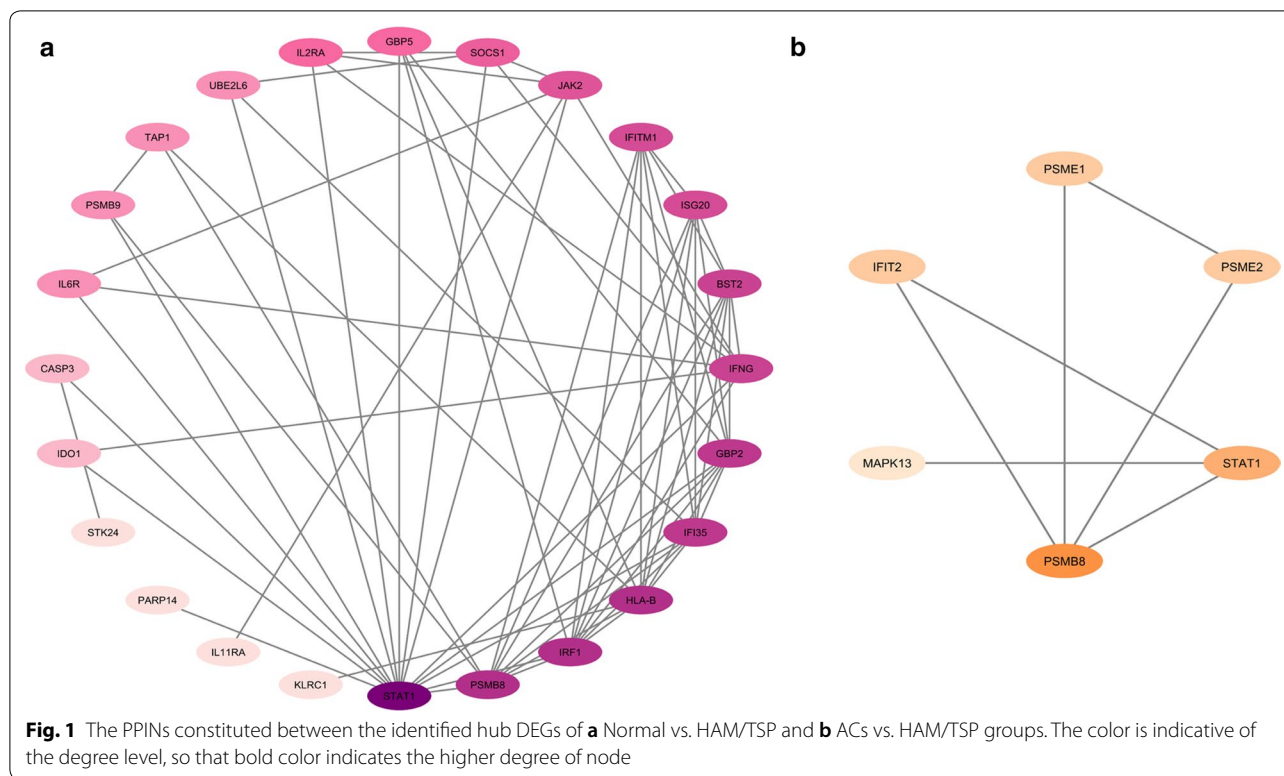 a
b
GBP5
IL2RA
SOCS1
UBE2L6
JAK2
TAP1
IFITM1
PSMB9
ISG20
IL6R
BST2
CASP3
IFNG
IDO1
GBP2
STK24
IFI35
PARP14
HLA-B
IL11RA
IRF1
KLRC1
STAT1
PSMB8
PSME1
IFIT2
PSME2
MAPK13
STAT1
PSMB8
Fig. 1 The PPINs constituted between the identified hub DEGs of a Normal vs. HAM/TSP and b ACs vs. HAM/TSP groups. The color is indicative of
the degree level, so that bold color indicates the higher degree of node